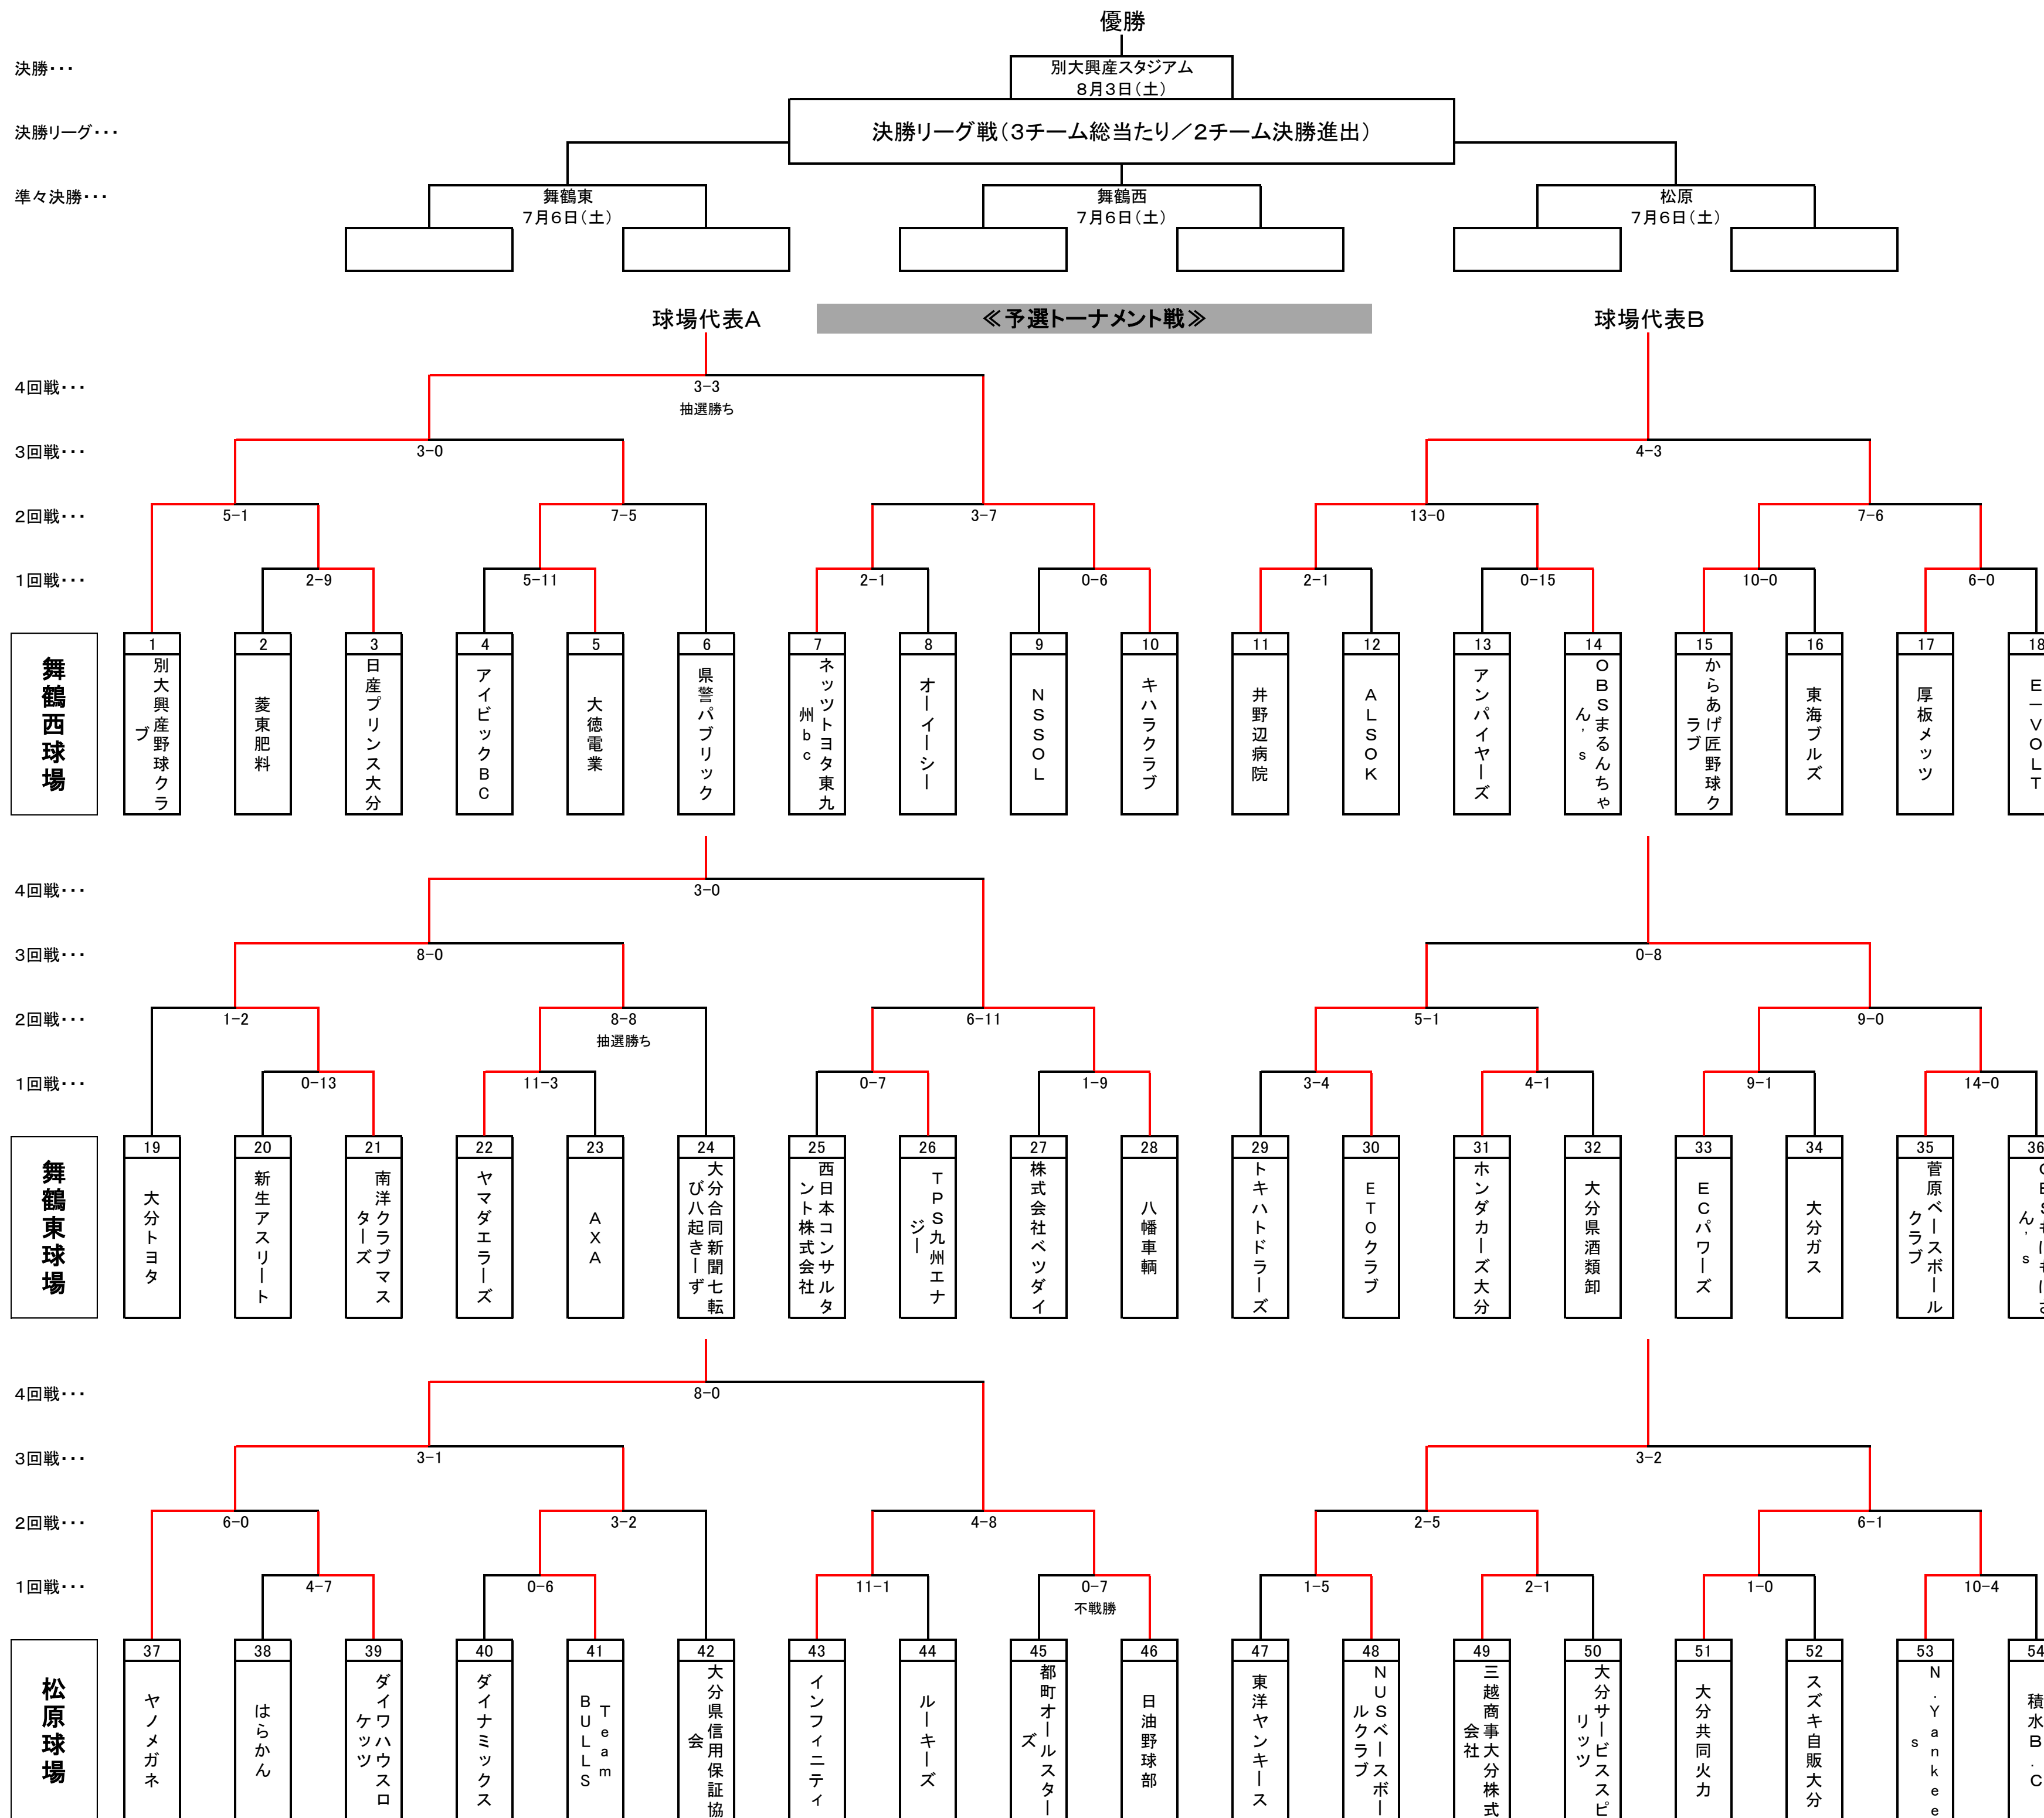 優勝
決勝･･･
別大興産スタジアム
8月3日（土）
決勝リーグ･･･
決勝リーグ戦（3チーム総当たり／2チーム決勝進出）
準々決勝･･･
舞鶴東
7月6日（土）
舞鶴西
7月6日（土）
松原
7月6日（土）
球場代表A
≪予選トーナメント戦≫
球場代表B
4回戦･･･
3-3
抽選勝ち
3回戦･･･
3-0
4-3
2回戦･･･
5-1
7-5
3-7
13-0
7-6
1回戦･･･
2-9
5-11
2-1
0-6
2-1
0-15
10-0
6-0
舞鶴西球場
1
別大興産野球クラブ
2
菱東肥料
3
日産プリンス大分
4
アイビックBC
5
大徳電業
6
県警パブリック
7
ネッツトヨタ東九州bc
8
オーイーシー
9
NSSOL
10
キハラクラブ
11
井野辺病院
12
ALSOK
13
アンパイヤーズ
14
OBSまるんちゃん's
15
からあげ匠野球クラブ
16
東海ブルズ
17
厚板メッツ
18
E-VOLT
4回戦･･･
3-0
3回戦･･･
8-0
0-8
2回戦･･･
1-2
8-8
抽選勝ち
6-11
5-1
9-0
1回戦･･･
0-13
11-3
0-7
1-9
3-4
4-1
9-1
14-0
舞鶴東球場
19
大分トヨタ
20
新生アスリート
21
南洋クラブマスターズ
22
ヤマダエラーズ
23
AXA
24
大分合同新聞七転び八起きーず
25
西日本コンサルタント株式会社
26
TPS九州エナジー
27
株式会社ベツダイ
28
八幡車輌
29
トキハトドラーズ
30
ETOクラブ
31
ホンダカーズ大分
32
大分県酒類卸
33
ECパワーズ
34
大分ガス
35
菅原ベースボールクラブ
36
ん's
4回戦･･･
8-0
3回戦･･･
3-1
3-2
2回戦･･･
6-0
3-2
4-8
2-5
6-1
1回戦･･･
4-7
0-6
11-1
0-7
不戦勝
1-5
2-1
1-0
10-4
松原球場
37
ヤノメガネ
38
はらかん
39
ダイワハウスロケッツ
40
ダイナミックス
41
Team
BULLS
42
大分県信用保証協会
43
インフィニティ
44
ルーキーズ
45
都町オールスターズ
46
日油野球部
47
東洋ヤンキース
48
NUSベースボールクラブ
49
三越商事大分株式会社
50
大分サービススピリッツ
51
大分共同火力
52
スズキ自販大分
53
N.Yankees
54
積水B.C